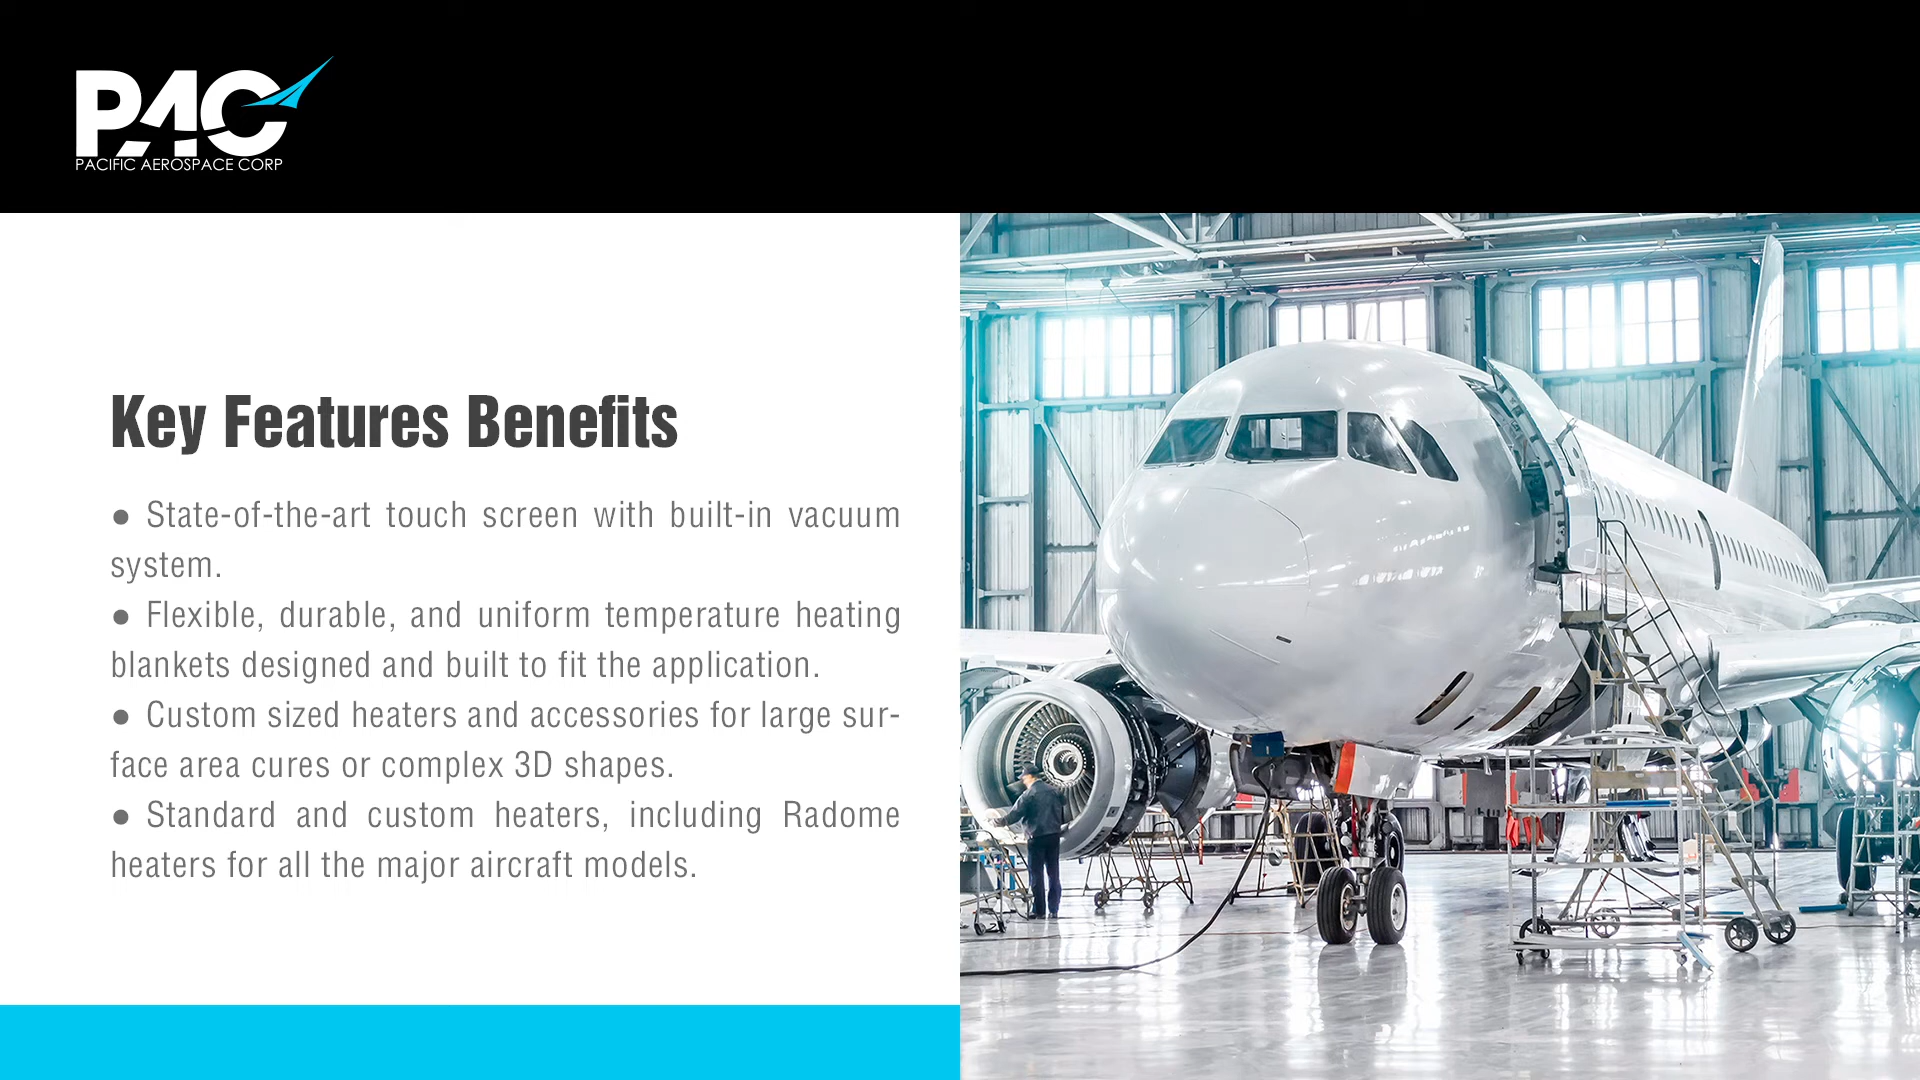 PAC
PACIFIC AEROSPACE CORP
Key Features Benefits
● State-of-the-art touch screen with built-in vacuum
system.
● Flexible, durable, and uniform temperature heating
blankets designed and built to fit the application.
● Custom sized heaters and accessories for large sur-
face area cures or complex 3D shapes.
● Standard and custom heaters, including Radome
heaters for all the major aircraft models.